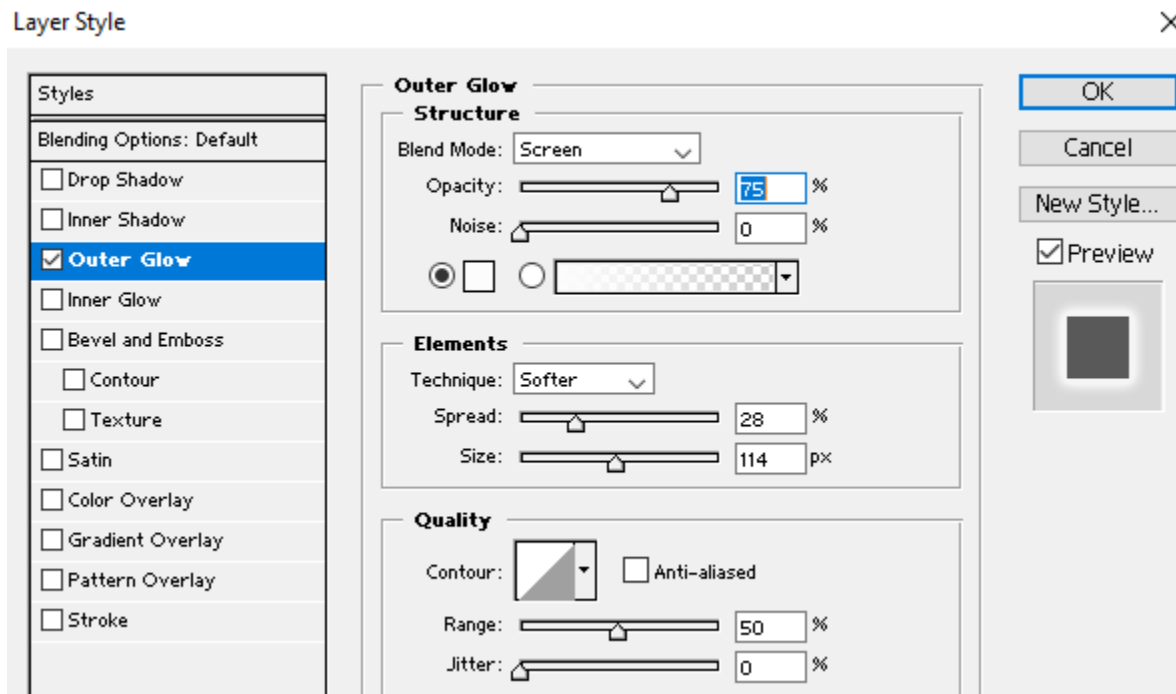 Layer Style
Styles
Blending Options: Default
Drop Shadow
Inner Shadow
Outer Glow
Inner Glow
Bevel and Emboss
Contour
Texture
Satin
Color Overlay
Gradient Overlay
Pattern Overlay
Stroke
Outer Glow
Structure
Blend Mode: Screen
Opacity: 75 %
Noise: 0 %
Elements
Technique: Softer
Spread: 28 %
Size: 114 px
Quality
Contour: Anti-aliased
Range: 50 %
Jitter: 0 %
OK
Cancel
New Style...
Preview